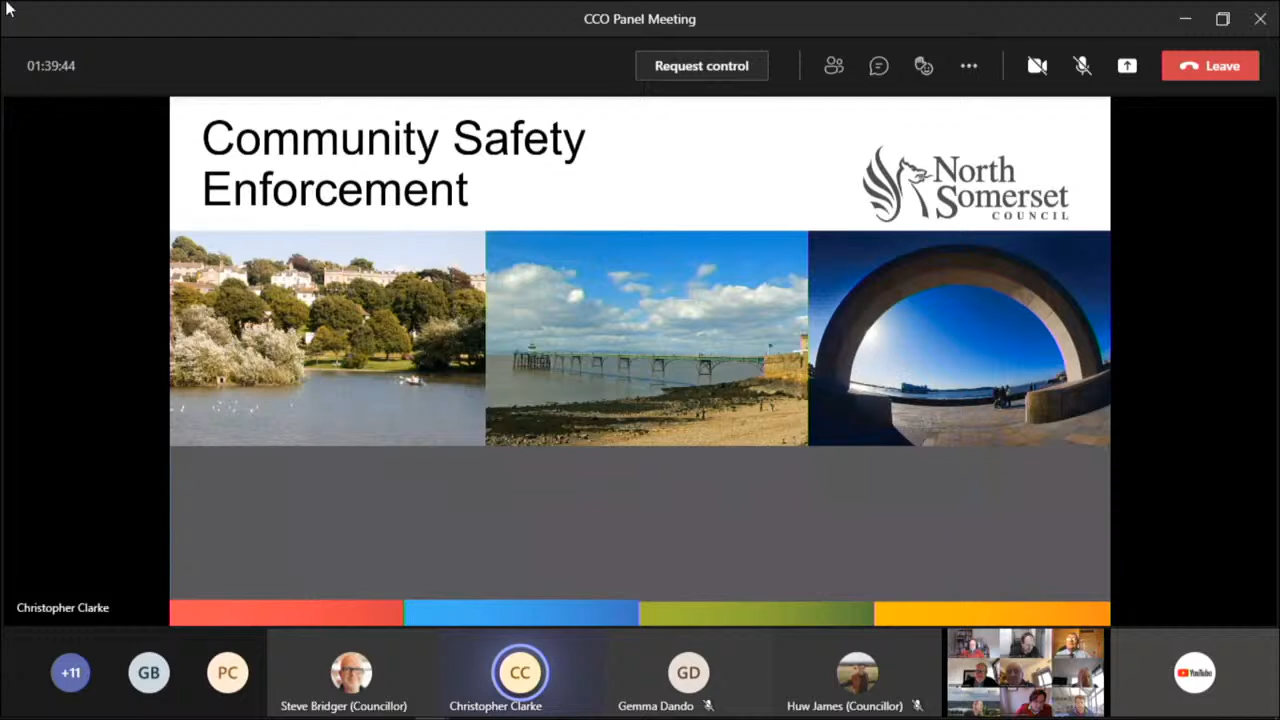 CCO Panel Meeting
01:39:44
Request control
Leave
Community Safety
Enforcement
North
Somerset
COUNCIL
Christopher Clarke
+11
GB
PC
CC
GD
YouTube
Steve Bridger (Councillor)
Christopher Clarke
Gemma Dando
Huw James (Councillor)